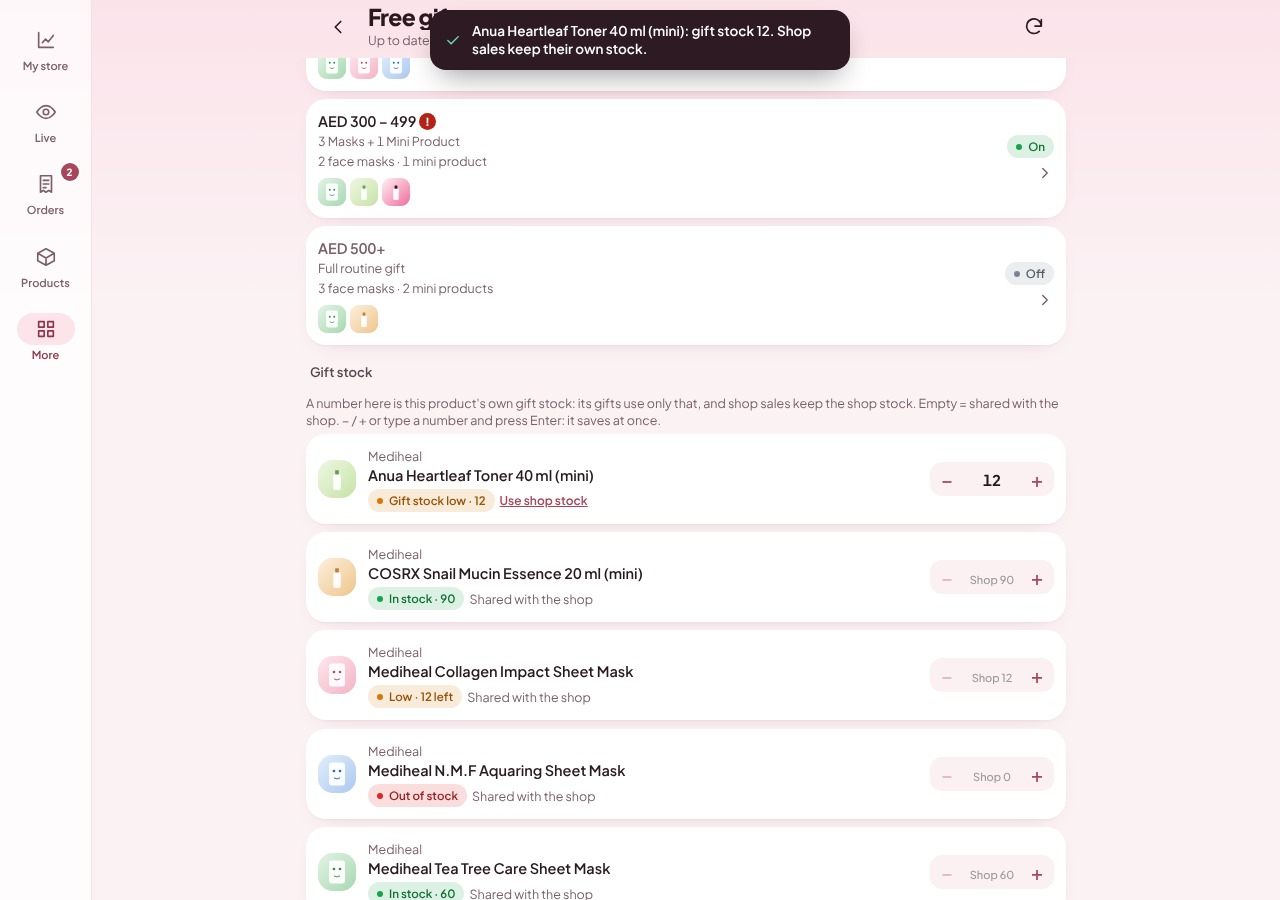 My store
Live
2
Orders
Products
More
Free
Up to date
Anua Heartleaf Toner 40 ml (mini): gift stock 12. Shop
sales keep their own stock.
AED 300 – 499 !
3 Masks + 1 Mini Product
2 face masks · 1 mini product
On
AED 500+
Full routine gift
3 face masks · 2 mini products
Off
Gift stock
A number here is this product's own gift stock: its gifts use only that, and shop sales keep the shop stock. Empty = shared with the
shop. – / + or type a number and press Enter: it saves at once.
Mediheal
Anua Heartleaf Toner 40 ml (mini)
Gift stock low · 12 Use shop stock
– 12 +
Mediheal
COSRX Snail Mucin Essence 20 ml (mini)
In stock · 90 Shared with the shop
– Shop 90 +
Mediheal
Mediheal Collagen Impact Sheet Mask
Low · 12 left Shared with the shop
– Shop 12 +
Mediheal
Mediheal N.M.F Aquaring Sheet Mask
Out of stock Shared with the shop
– Shop 0 +
Mediheal
Mediheal Tea Tree Care Sheet Mask
In stock · 60 Shared with the shop
– Shop 60 +